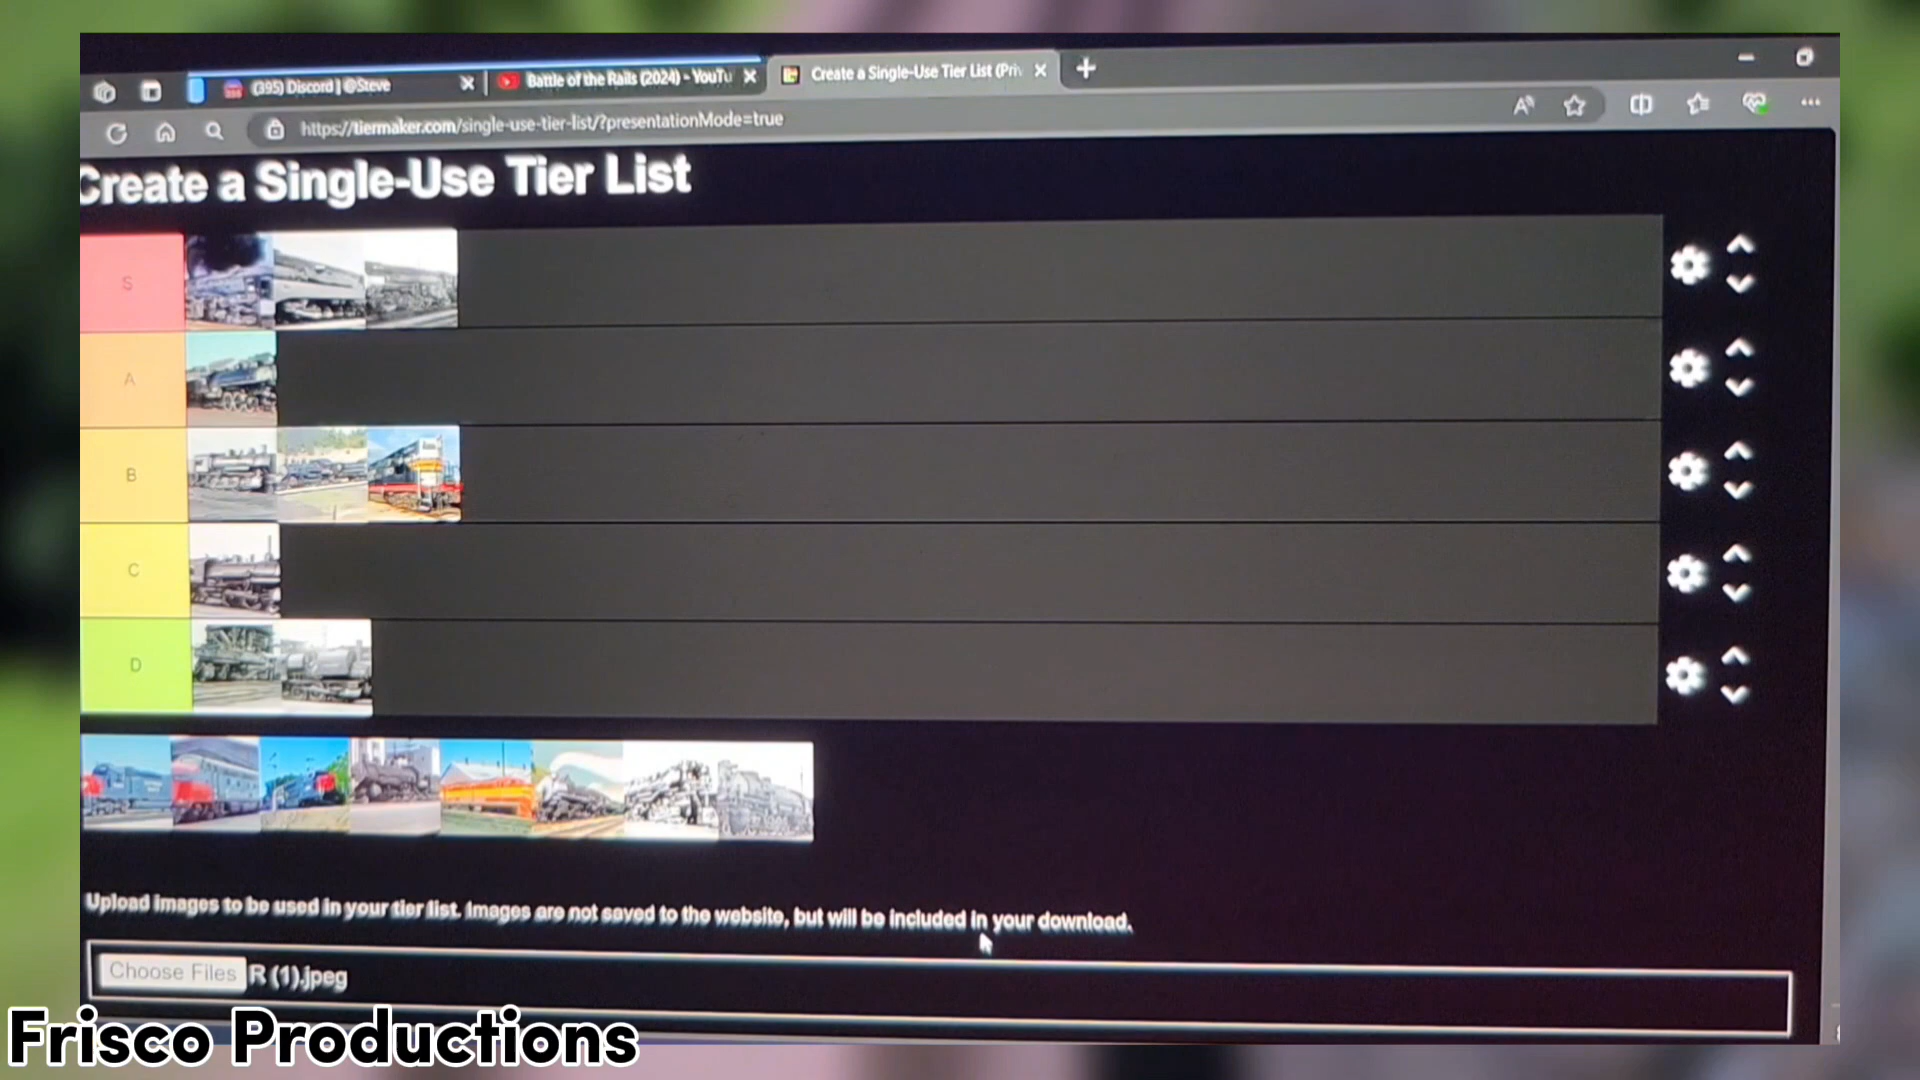 (395) Discord | @Steve
Battle of the Rails (2024) - YouTu
Create a Single-Use Tier List (Priv
https://tiermaker.com/single-use-tier-list/?presentationMode=true
Create a Single-Use Tier List
S
A
B
C
D
Upload images to be used in your tier list. Images are not saved to the website, but will be included in your download.
Choose Files R (1).jpeg
Frisco Productions